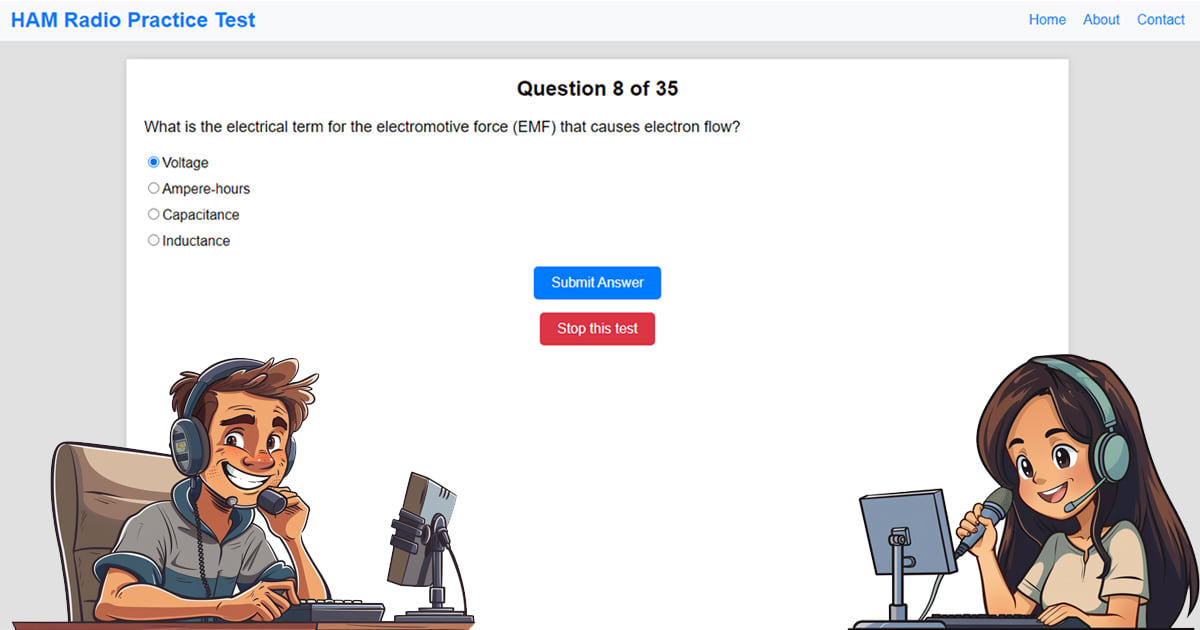 HAM Radio Practice Test
Home About Contact
Question 8 of 35
What is the electrical term for the electromotive force (EMF) that causes electron flow?
Voltage
Ampere-hours
Capacitance
Inductance
Submit Answer
Stop this test